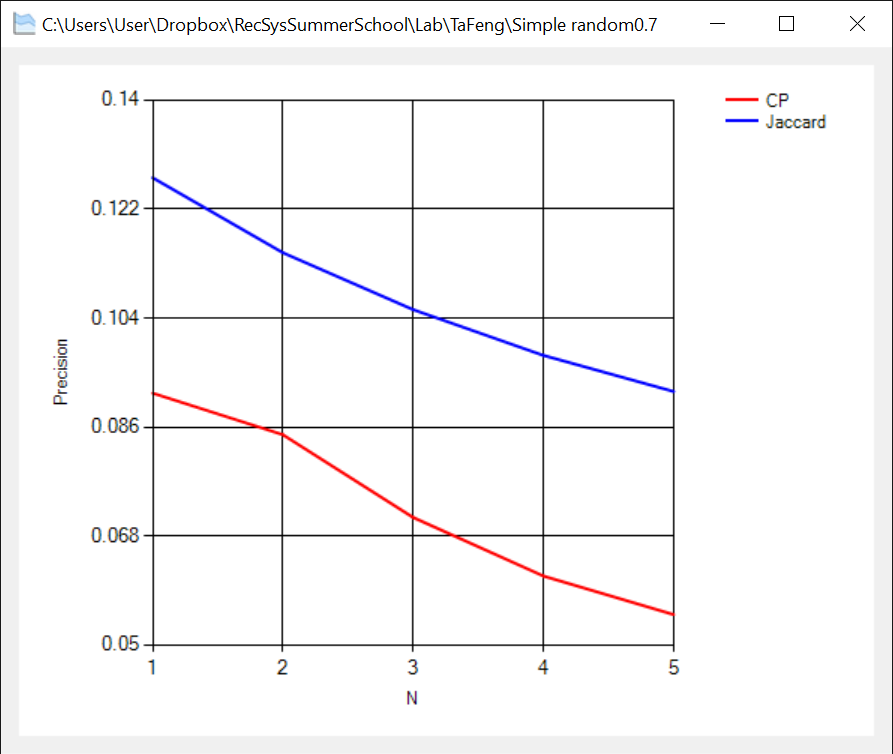 C:\Users\User\Dropbox\RecSysSummerSchool\Lab\TaFeng\Simple random0.7
CP
Jaccard
0.14
0.122
0.104
0.086
0.068
0.05
Precision
1 2 3 4 5
N